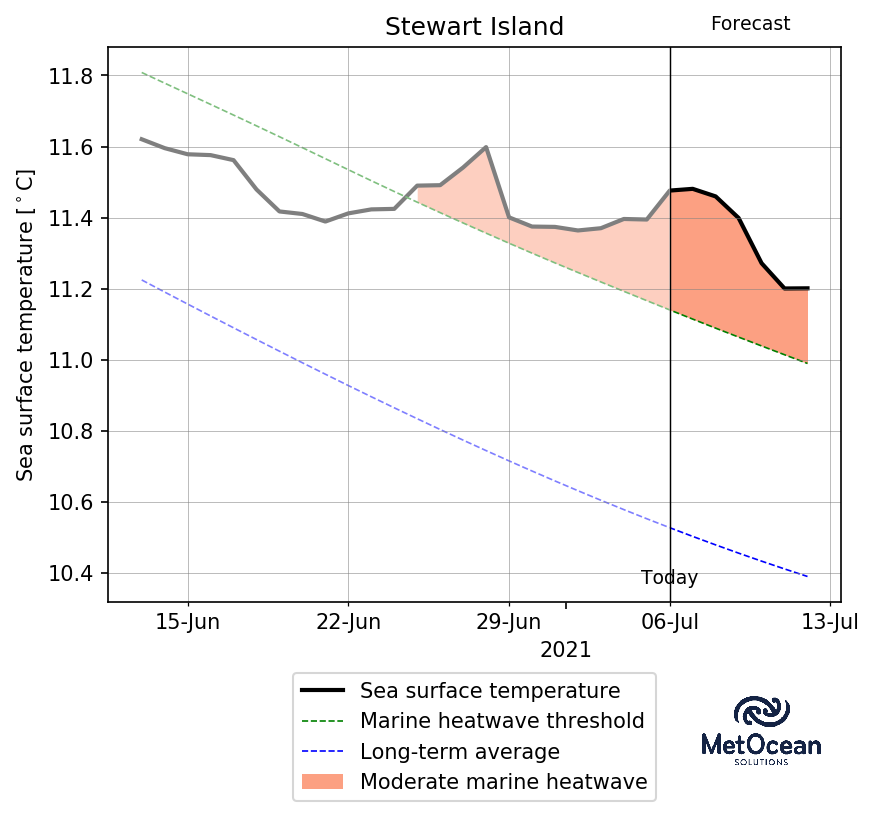 Stewart Island
Forecast
11.8
11.6
11.4
11.2
11.0
10.8
10.6
10.4
Sea surface temperature [°C]
Today
15-Jun 22-Jun 29-Jun 06-Jul 13-Jul
2021
Sea surface temperature
Marine heatwave threshold
Long-term average
Moderate marine heatwave
MetOcean
SOLUTIONS